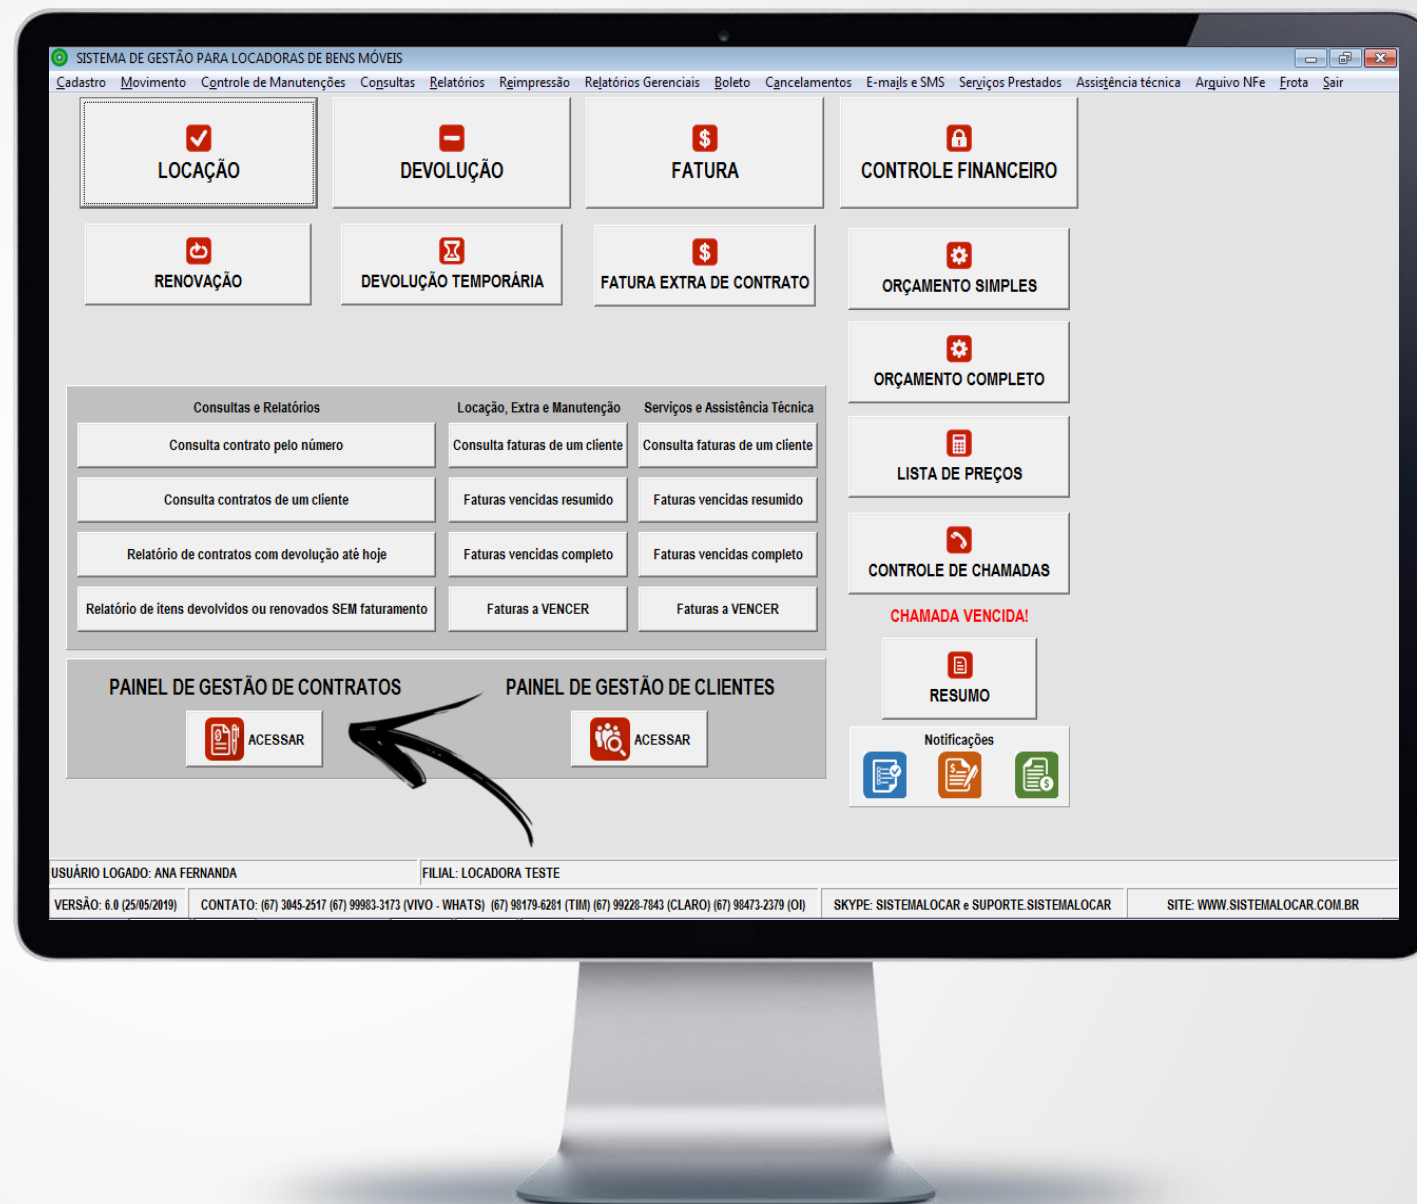 SISTEMA DE GESTÃO PARA LOCADORAS DE BENS MÓVEIS
Cadastro Movimento Controle de Manutenções Consultas Relatórios Reimpressão Relatórios Gerenciais Boleto Cancelamentos E-mails e SMS Serviços Prestados Assistência técnica Arquivo NFe Frota Sair
LOCAÇÃO
DEVOLUÇÃO
FATURA
CONTROLE FINANCEIRO
RENOVAÇÃO
DEVOLUÇÃO TEMPORÁRIA
FATURA EXTRA DE CONTRATO
ORÇAMENTO SIMPLES
ORÇAMENTO COMPLETO
Consultas e Relatórios
Locação, Extra e Manutenção
Serviços e Assistência Técnica
Consulta contrato pelo número
Consulta faturas de um cliente
Consulta faturas de um cliente
LISTA DE PREÇOS
Consulta contratos de um cliente
Faturas vencidas resumido
Faturas vencidas resumido
Relatório de contratos com devolução até hoje
Faturas vencidas completo
Faturas vencidas completo
CONTROLE DE CHAMADAS
Relatório de itens devolvidos ou renovados SEM faturamento
Faturas a VENCER
Faturas a VENCER
CHAMADA VENCIDA!
PAINEL DE GESTÃO DE CONTRATOS
PAINEL DE GESTÃO DE CLIENTES
RESUMO
ACESSAR
ACESSAR
Notificações
USUÁRIO LOGADO: ANA FERNANDA
FILIAL: LOCADORA TESTE
VERSÃO: 6.0 (25/05/2019)
CONTATO: (67) 3045-2517 (67) 99983-3173 (VIVO - WHATS) (67) 98179-6281 (TIM) (67) 99228-7843 (CLARO) (67) 98473-2379 (OI)
SKYPE: SISTEMALOCAR e SUPORTE.SISTEMALOCAR
SITE: WWW.SISTEMALOCAR.COM.BR